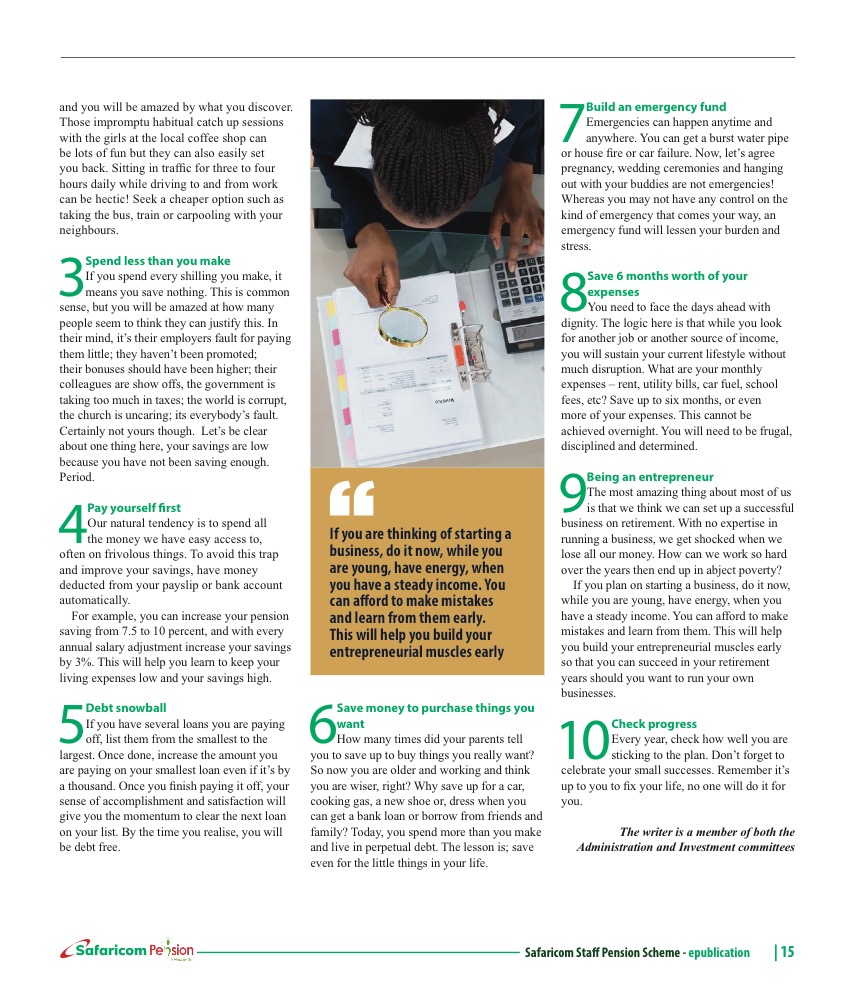 and you will be amazed by what you discover.
Those impromptu habitual catch up sessions
with the girls at the local coffee shop can
be lots of fun but they can also easily set
you back. Sitting in traffic for three to four
hours daily while driving to and from work
can be hectic! Seek a cheaper option such as
taking the bus, train or carpooling with your
neighbours.
3 Spend less than you make
If you spend every shilling you make, it
means you save nothing. This is common
sense, but you will be amazed at how many
people seem to think they can justify this. In
their mind, it's their employers fault for paying
them little; they haven't been promoted;
their bonuses should have been higher; their
colleagues are show offs, the government is
taking too much in taxes; the world is corrupt,
the church is uncaring; its everybody's fault.
Certainly not yours though.  Let's be clear
about one thing here, your savings are low
because you have not been saving enough.
Period.
4 Pay yourself first
Our natural tendency is to spend all
the money we have easy access to,
often on frivolous things. To avoid this trap
and improve your savings, have money
deducted from your payslip or bank account
automatically.
For example, you can increase your pension
saving from 7.5 to 10 percent, and with every
annual salary adjustment increase your savings
by 3%. This will help you learn to keep your
living expenses low and your savings high.
5 Debt snowball
If you have several loans you are paying
off, list them from the smallest to the
largest. Once done, increase the amount you
are paying on your smallest loan even if it's by
a thousand. Once you finish paying it off, your
sense of accomplishment and satisfaction will
give you the momentum to clear the next loan
on your list. By the time you realise, you will
be debt free.
Invoice
“
If you are thinking of starting a
business, do it now, while you
are young, have energy, when
you have a steady income. You
can afford to make mistakes
and learn from them early.
This will help you build your
entrepreneurial muscles early
6 Save money to purchase things you
want
How many times did your parents tell
you to save up to buy things you really want?
So now you are older and working and think
you are wiser, right? Why save up for a car,
cooking gas, a new shoe or, dress when you
can get a bank loan or borrow from friends and
family? Today, you spend more than you make
and live in perpetual debt. The lesson is; save
even for the little things in your life.
7 Build an emergency fund
Emergencies can happen anytime and
anywhere. You can get a burst water pipe
or house fire or car failure. Now, let's agree
pregnancy, wedding ceremonies and hanging
out with your buddies are not emergencies!
Whereas you may not have any control on the
kind of emergency that comes your way, an
emergency fund will lessen your burden and
stress.
8 Save 6 months worth of your
expenses
You need to face the days ahead with
dignity. The logic here is that while you look
for another job or another source of income,
you will sustain your current lifestyle without
much disruption. What are your monthly
expenses – rent, utility bills, car fuel, school
fees, etc? Save up to six months, or even
more of your expenses. This cannot be
achieved overnight. You will need to be frugal,
disciplined and determined.
9 Being an entrepreneur
The most amazing thing about most of us
is that we think we can set up a successful
business on retirement. With no expertise in
running a business, we get shocked when we
lose all our money. How can we work so hard
over the years then end up in abject poverty?
If you plan on starting a business, do it now,
while you are young, have energy, when you
have a steady income. You can afford to make
mistakes and learn from them. This will help
you build your entrepreneurial muscles early
so that you can succeed in your retirement
years should you want to run your own
businesses.
10 Check progress
Every year, check how well you are
sticking to the plan. Don't forget to
celebrate your small successes. Remember it's
up to you to fix your life, no one will do it for
you.
The writer is a member of both the
Administration and Investment committees
Safaricom Pension
Safaricom Staff Pension Scheme - epublication | 15